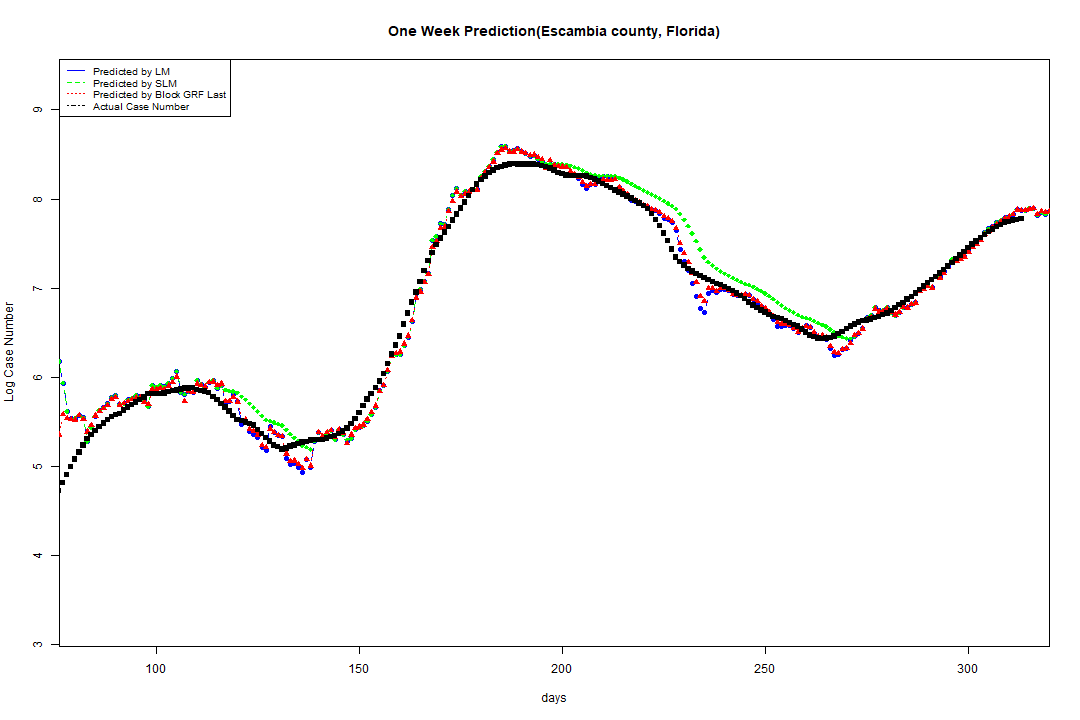 One Week Prediction(Escambia county, Florida)
Predicted by LM
Predicted by SLM
Predicted by Block GRF Last
Actual Case Number
9
8
7
6
5
4
3
Log Case Number
100 150 200 250 300
days